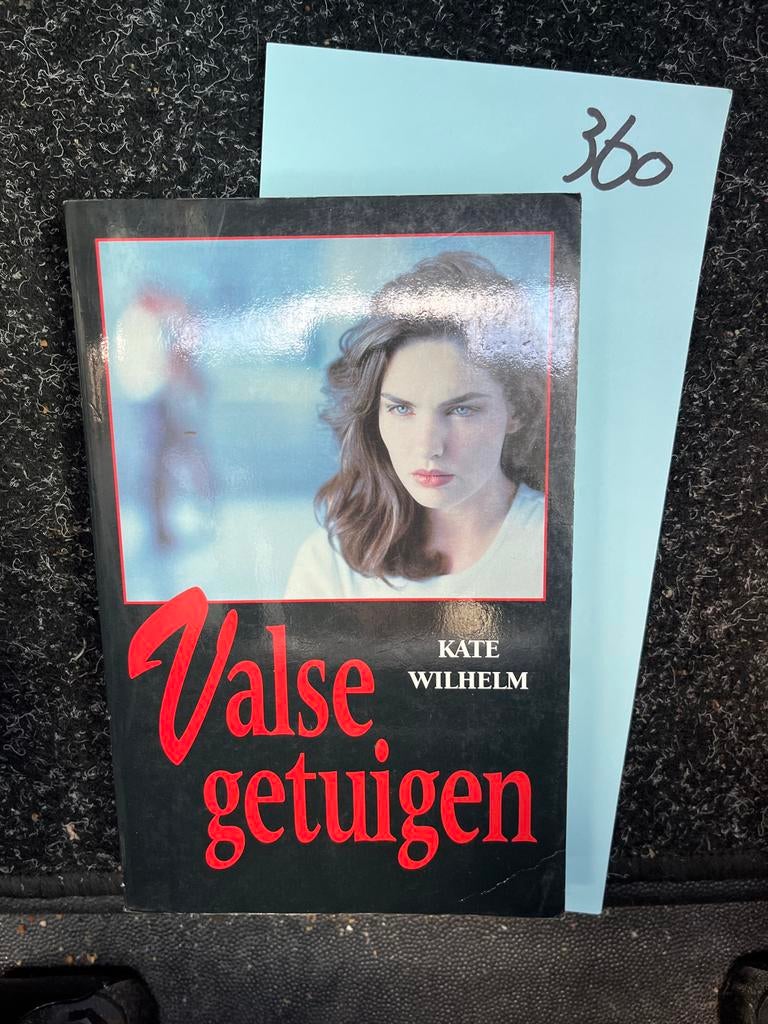 360
KATE
WILHELM
Valse
getuigen